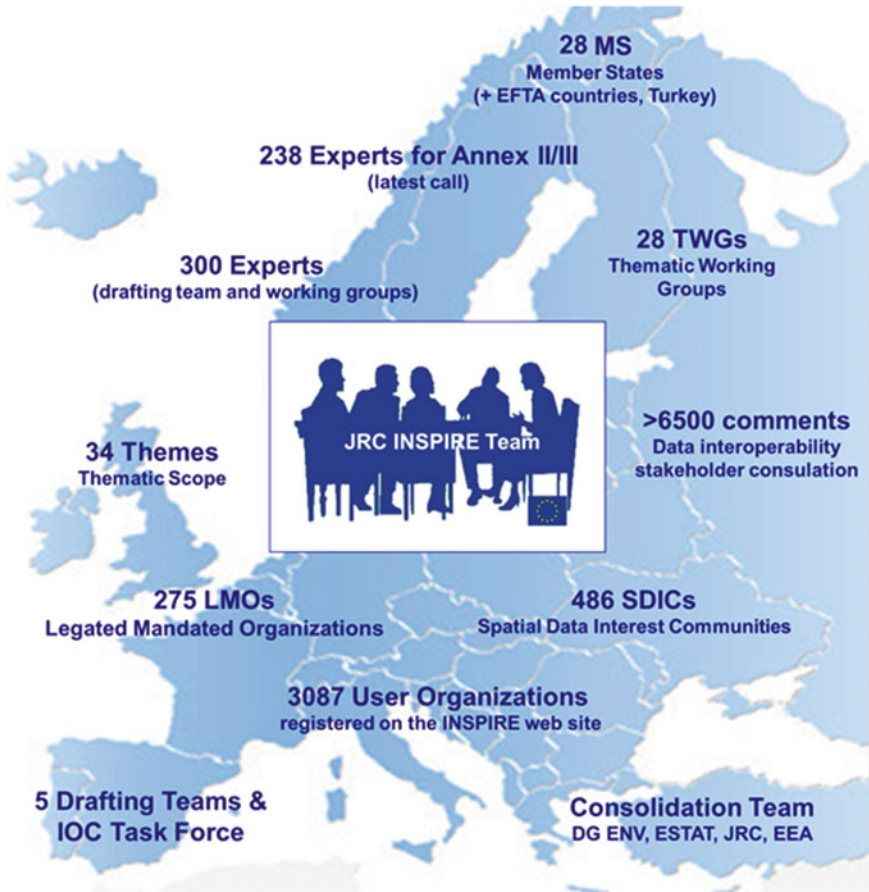 28 MS
Member States
(+ EFTA countries, Turkey)
238 Experts for Annex II/III
(latest call)
28 TWGs
Thematic Working
Groups
300 Experts
(drafting team and working groups)
JRC INSPIRE Team
>6500 comments
Data interoperability
stakeholder consulation
34 Themes
Thematic Scope
275 LMOs
Legated Mandated Organizations
486 SDICs
Spatial Data Interest Communities
3087 User Organizations
registered on the INSPIRE web site
5 Drafting Teams &
IOC Task Force
Consolidation Team
DG ENV, ESTAT, JRC, EEA